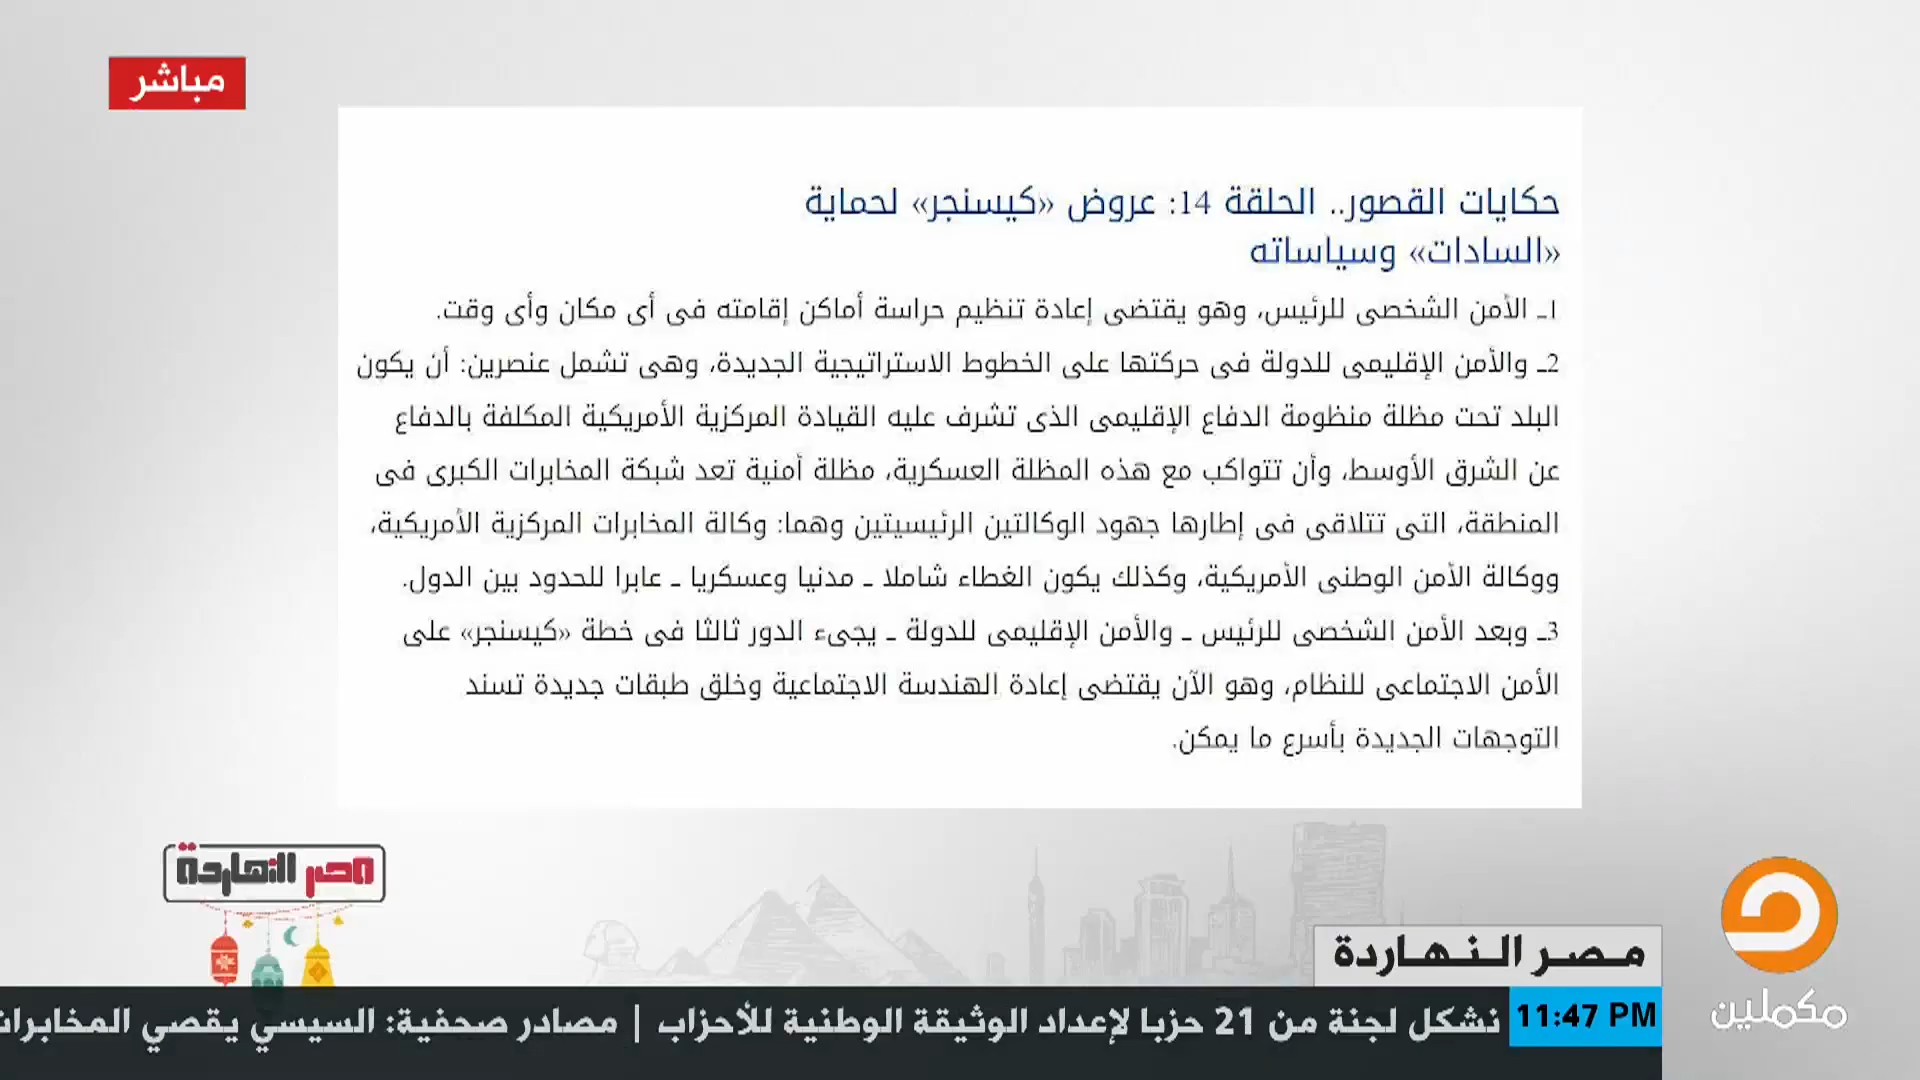 مباشر
حكايات القصور.. الحلقة 14: عروض «كيسنجر» لحماية
«السادات» وسياساته
1ـ الأمن الشخصى للرئيس، وهو يقتضى إعادة تنظيم حراسة أماكن إقامته فى أى مكان وأى وقت.
2ـ والأمن الإقليمى للدولة فى حركتها على الخطوط الاستراتيجية الجديدة، وهى تشمل عنصرين: أن يكون
البلد تحت مظلة منظومة الدفاع الإقليمى الذى تشرف عليه القيادة المركزية الأمريكية المكلفة بالدفاع
عن الشرق الأوسط، وأن تتواكب مع هذه المظلة العسكرية، مظلة أمنية تعد شبكة المخابرات الكبرى فى
المنطقة، التى تتلاقى فى إطارها جهود الوكالتين الرئيسيتين وهما: وكالة المخابرات المركزية الأمريكية،
ووكالة الأمن الوطنى الأمريكية، وكذلك يكون الغطاء شاملا ـ مدنيا وعسكريا ـ عابرا للحدود بين الدول.
3ـ وبعد الأمن الشخصى للرئيس ـ والأمن الإقليمى للدولة ـ يجىء الدور ثالثا فى خطة «كيسنجر» على
الأمن الاجتماعى للنظام، وهو الآن يقتضى إعادة الهندسة الاجتماعية وخلق طبقات جديدة تسند
التوجهات الجديدة بأسرع ما يمكن.
مصر النهاردة
مصر النهاردة
مكملين
11:47 PM
نشكل لجنة من 21 حزبا لإعداد الوثيقة الوطنية للأحزاب | مصادر صحفية: السيسي يقصي المخابرات